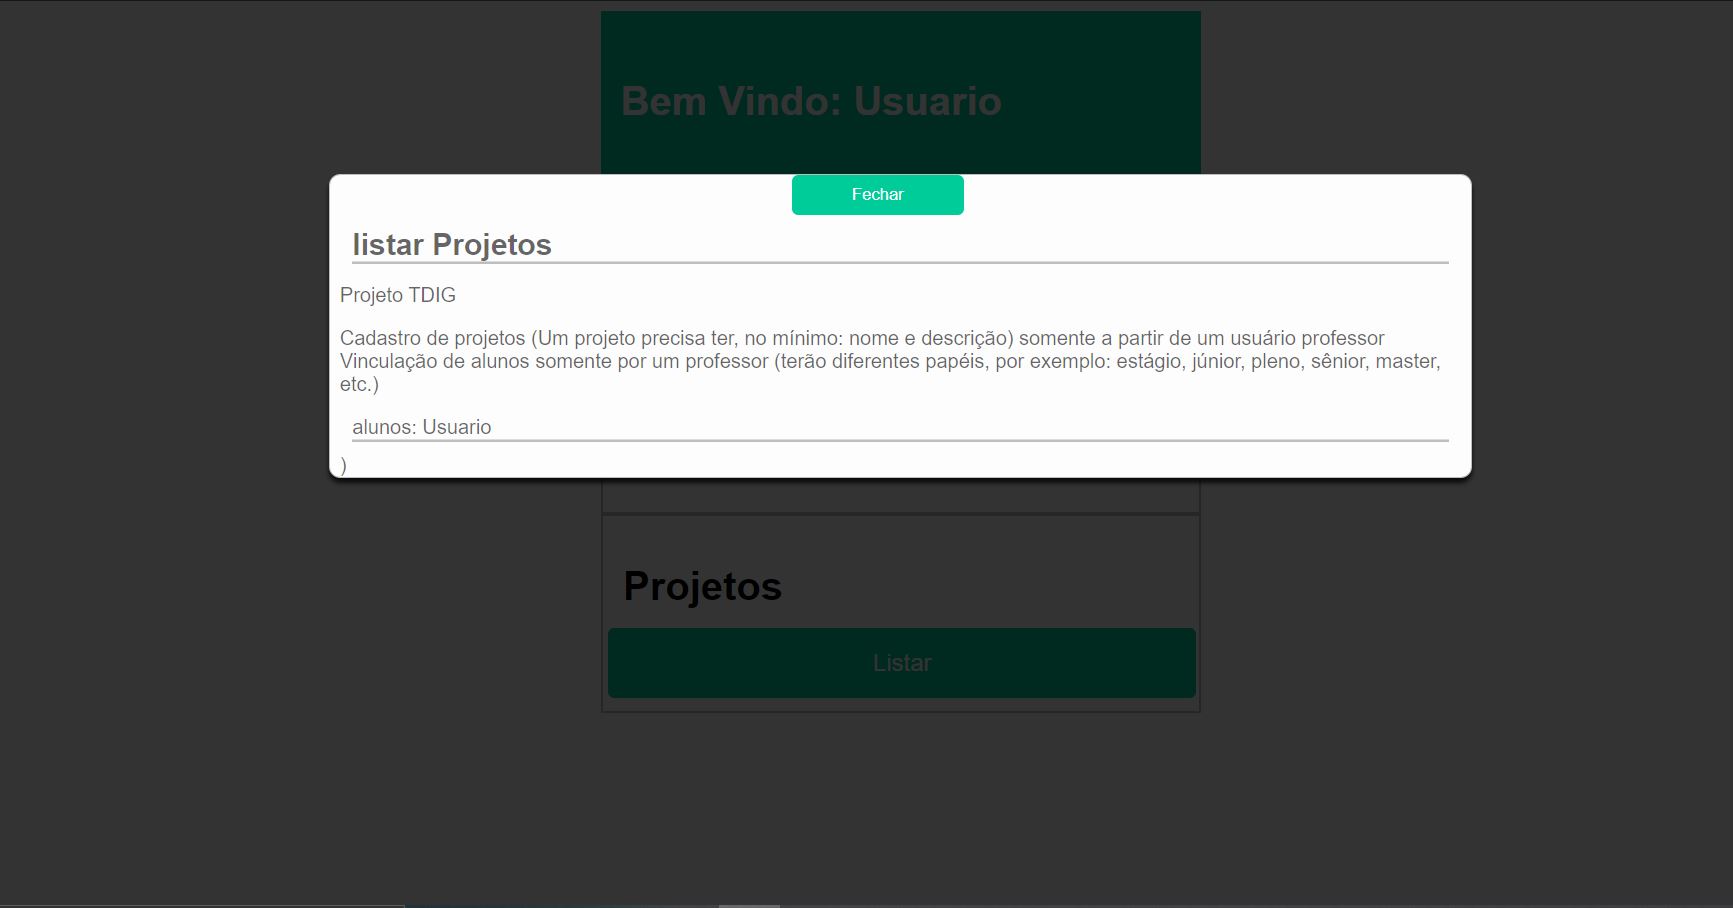 Bem Vindo: Usuario
Fechar
listar Projetos
Projeto TDIG
Cadastro de projetos (Um projeto precisa ter, no mínimo: nome e descrição) somente a partir de um usuário professor
Vinculação de alunos somente por um professor (terão diferentes papéis, por exemplo: estágio, júnior, pleno, sênior, master,
etc.)
alunos: Usuario
)
Projetos
Listar